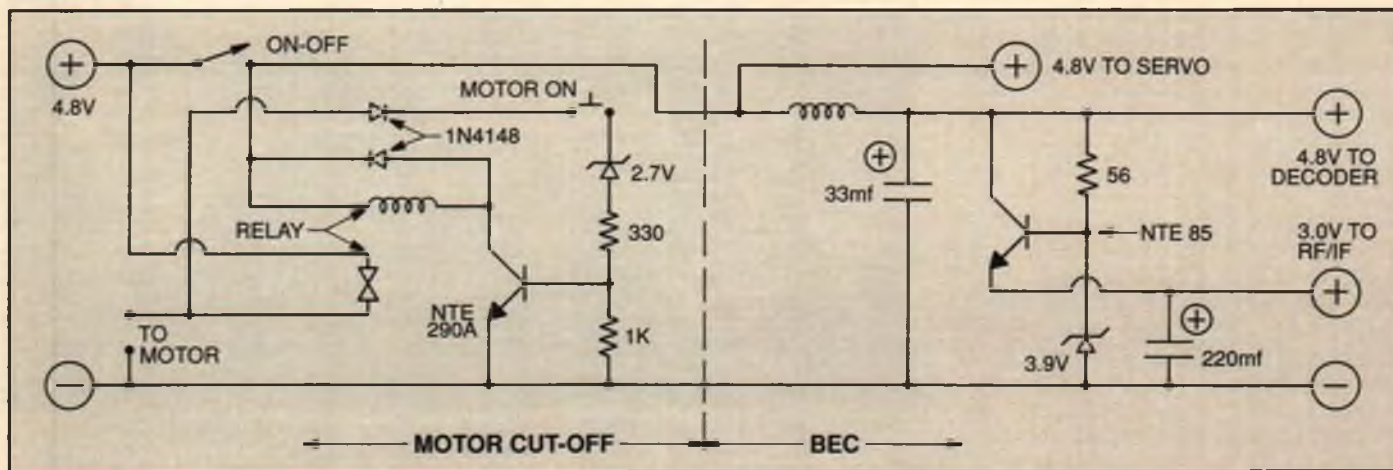 ON-OFF
+
4.8V
MOTOR ON
1N4148
2.7V
RELAY
330
NTE
290A
1K
TO
MOTOR
−
+
4.8V TO SERVO
+
4.8V TO
DECODER
+
33mf
56
NTE 85
3.0V TO
RF/IF
+
3.9V
+
220mf
−
MOTOR CUT-OFF
BEC